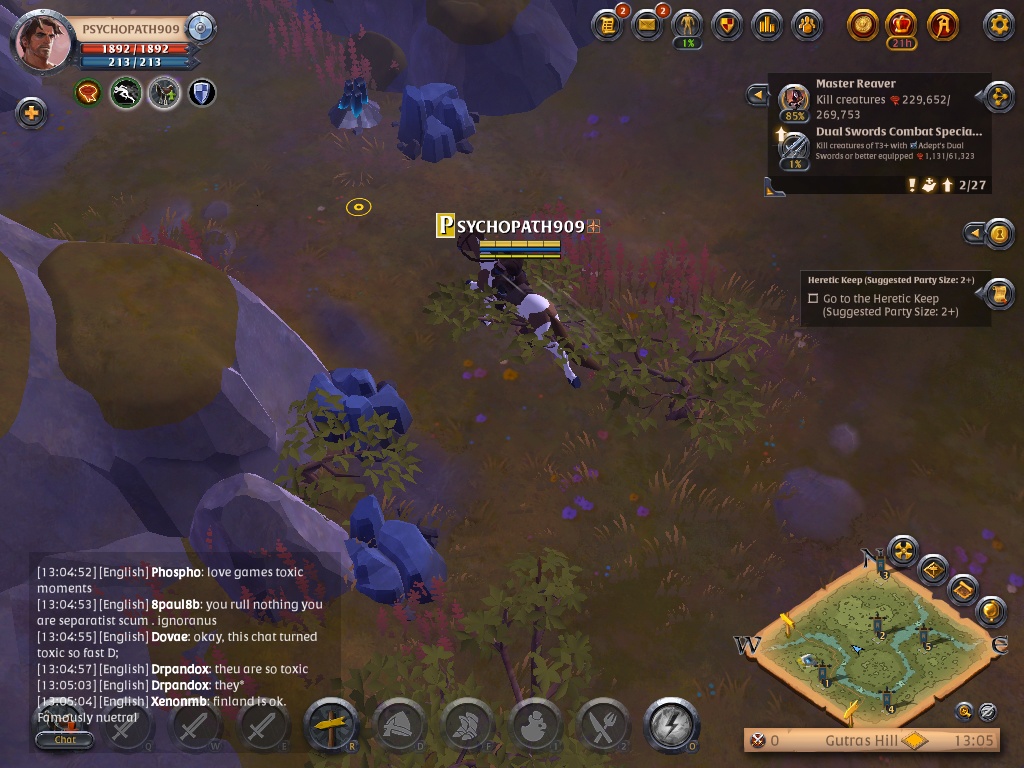 PSYCHOPATH909
1892 / 1892
213 / 213
2
2
1%
21h
Master Reaver
Kill creatures 229,652/
269,753
85%
Dual Swords Combat Specia...
Kill creatures of T3+ with Adept's Dual
Swords or better equipped 1,131/61,323
1%
2/27
PSYCHOPATH909
Heretic Keep (Suggested Party Size: 2+)
Go to the Heretic Keep
(Suggested Party Size: 2+)
[13:04:52] [English] Phospho: love games toxic
moments
[13:04:53] [English] 8paul8b: you rull nothing you
are separatist scum . ignoranus
[13:04:55] [English] Dovae: okay, this chat turned
toxic so fast D;
[13:04:57] [English] Drpandox: theu are so toxic
[13:05:03] [English] Drpandox: they*
[13:05:04] [English] Xenonmb: finland is ok.
Famously nuetral
Chat
Q
W
E
R
D
F
1
2
O
N
W
E
3
2
5
1
4
0
Gutras Hill
13:05